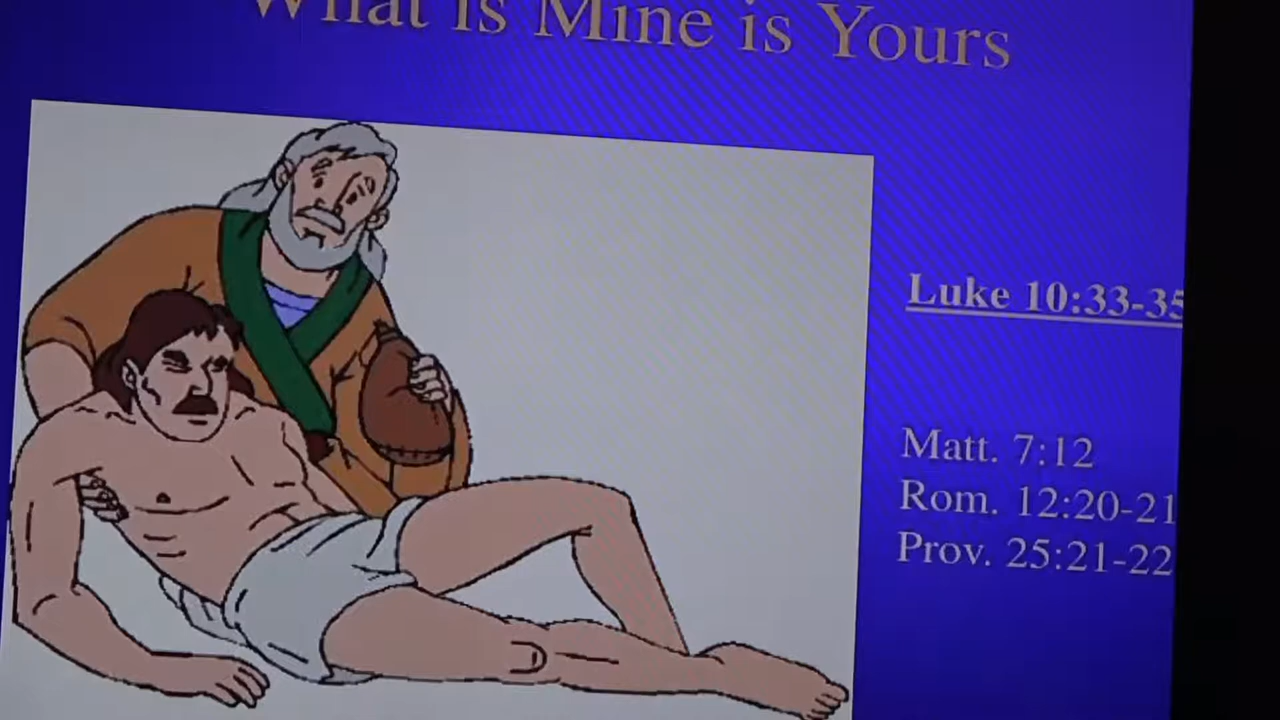 What is Mine is Yours
Luke 10:33-35
Matt. 7:12
Rom. 12:20-21
Prov. 25:21-22